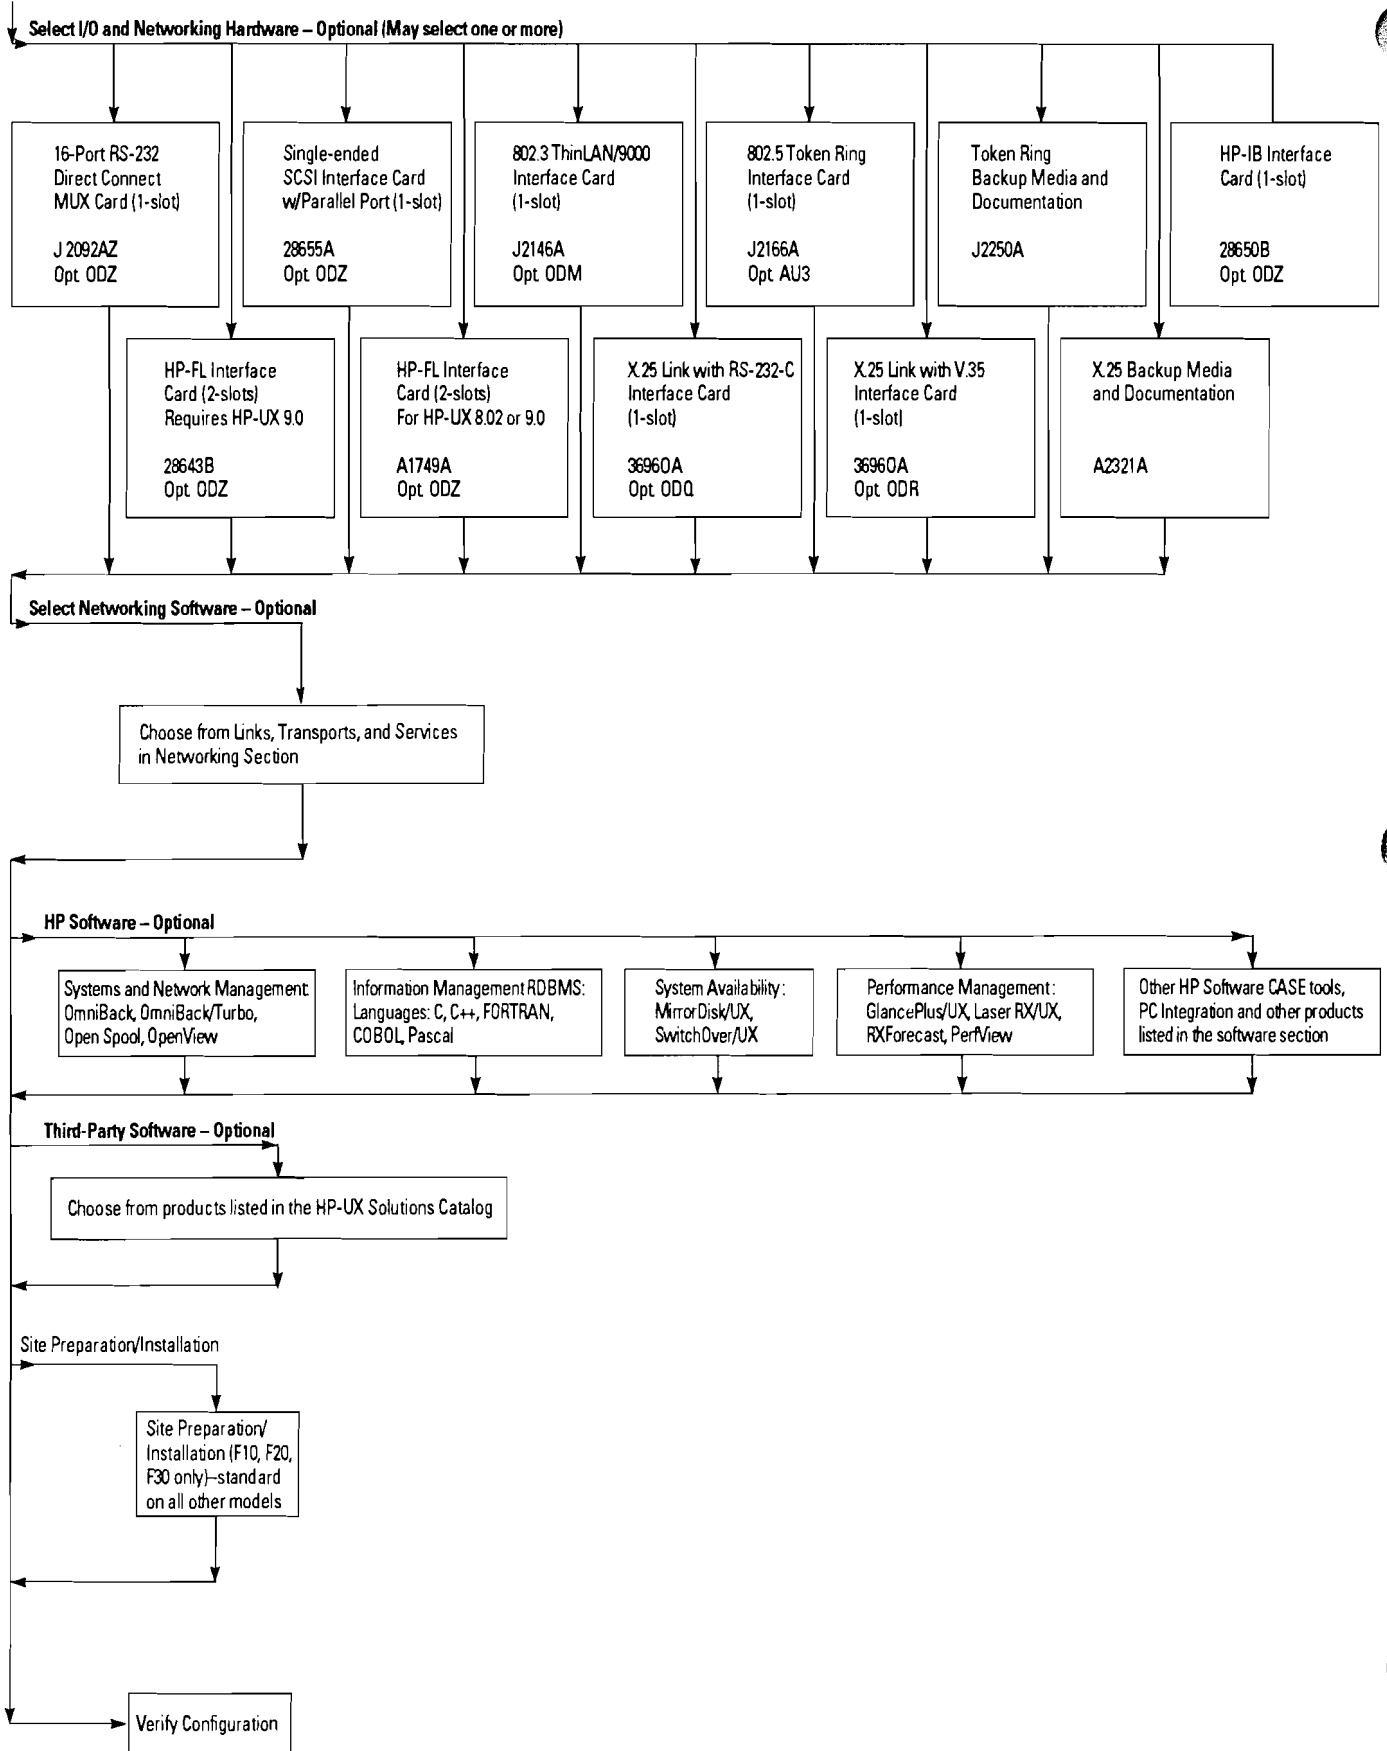 Select I/O and Networking Hardware – Optional (May select one or more)
16-Port RS-232
Direct Connect
MUX Card (1-slot)
J 2092AZ
Opt. ODZ
Single-ended
SCSI Interface Card
w/Parallel Port (1-slot)
28655A
Opt. ODZ
802.3 ThinLAN/9000
Interface Card
(1-slot)
J2146A
Opt. ODM
802.5 Token Ring
Interface Card
(1-slot)
J2166A
Opt. AU3
Token Ring
Backup Media and
Documentation
J2250A
HP-IB Interface
Card (1-slot)
28650B
Opt. ODZ
HP-FL Interface
Card (2-slots)
Requires HP-UX 9.0
28643B
Opt. ODZ
HP-FL Interface
Card (2-slots)
For HP-UX 8.02 or 9.0
A1749A
Opt. ODZ
X.25 Link with RS-232-C
Interface Card
(1-slot)
36960A
Opt. ODQ
X.25 Link with V.35
Interface Card
(1-slot)
36960A
Opt. ODR
X.25 Backup Media
and Documentation
A2321A
Select Networking Software – Optional
Choose from Links, Transports, and Services
in Networking Section
HP Software – Optional
Systems and Network Management:
OmniBack, OmniBack/Turbo,
Open Spool, OpenView
Information Management RDBMS:
Languages: C, C++, FORTRAN,
COBOL, Pascal
System Availability:
MirrorDisk/UX,
SwitchOver/UX
Performance Management:
GlancePlus/UX, Laser RX/UX,
RXForecast, PerfView
Other HP Software CASE tools,
PC Integration and other products
listed in the software section
Third-Party Software – Optional
Choose from products listed in the HP-UX Solutions Catalog
Site Preparation/Installation
Site Preparation/
Installation (F10, F20,
F30 only)–standard
on all other models
Verify Configuration